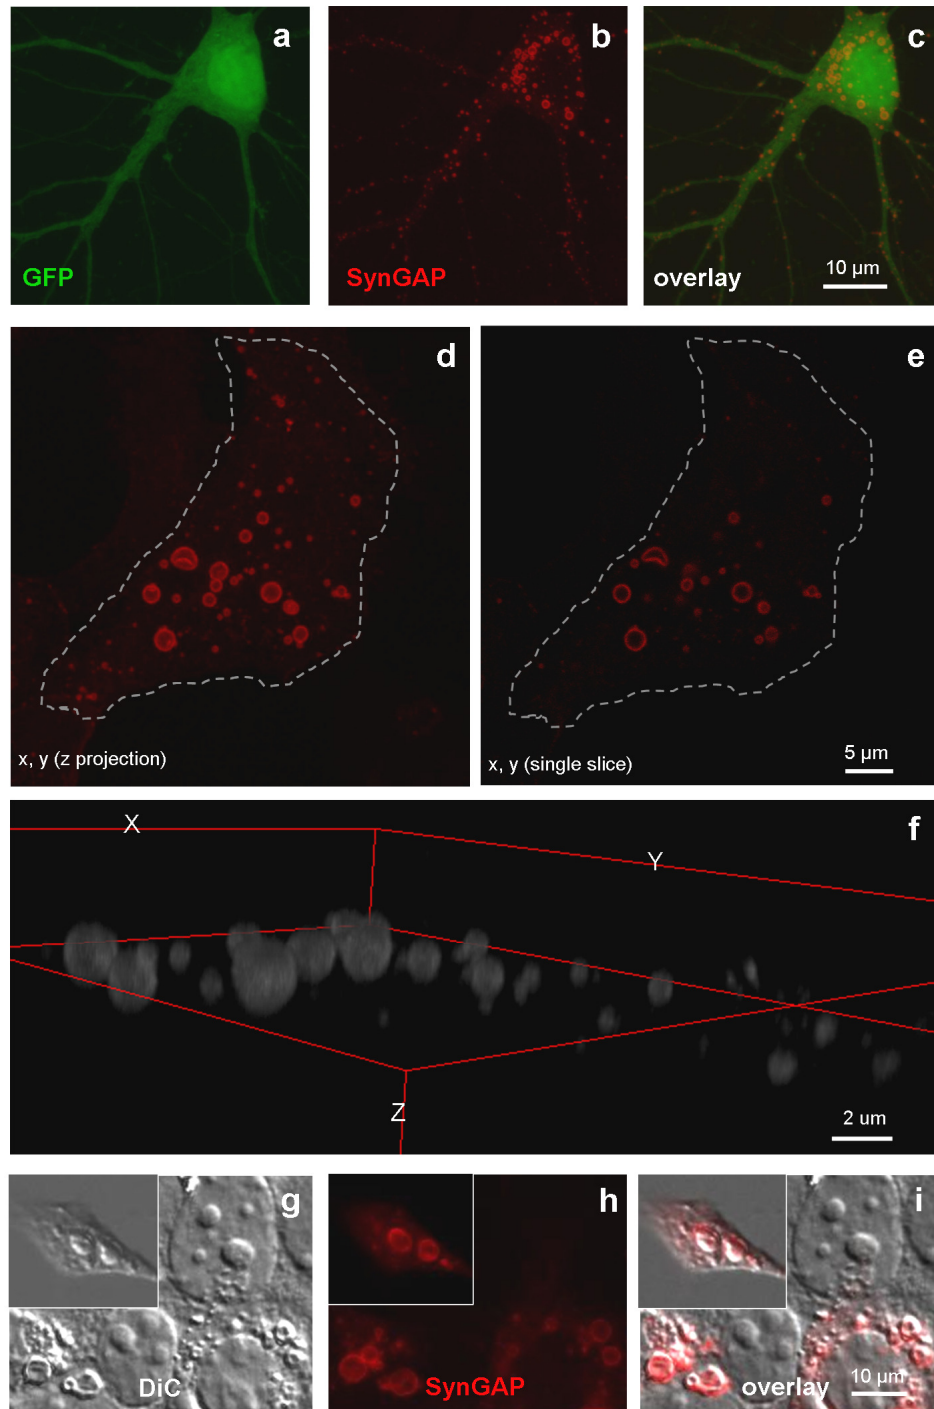 a
b
c
GFP
SynGAP
overlay
10 µm
d
e
x, y (z projection)
x, y (single slice)
5 µm
f
X
Y
Z
2 um
g
h
i
DiC
SynGAP
overlay
10 µm